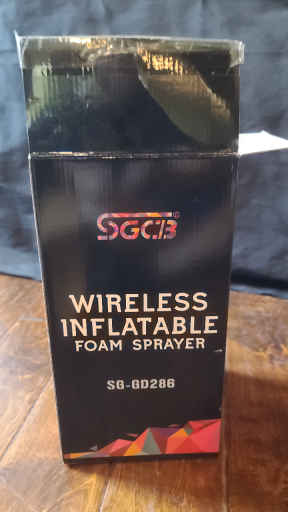 SGCB
WIRELESS
INFLATABLE
FOAM SPRAYER
SG-GD286